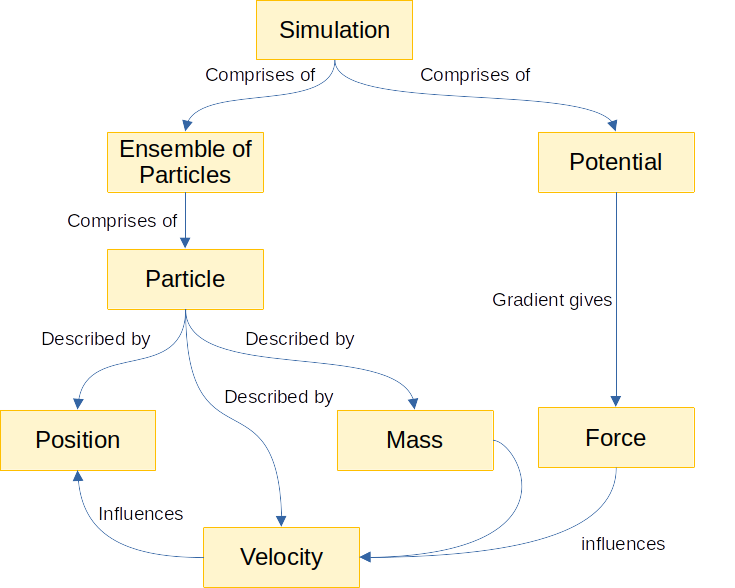 Simulation
Comprises of
Comprises of
Ensemble of
Particles
Potential
Comprises of
Particle
Gradient gives
Described by
Described by
Described by
Position
Mass
Force
Influences
influences
Velocity